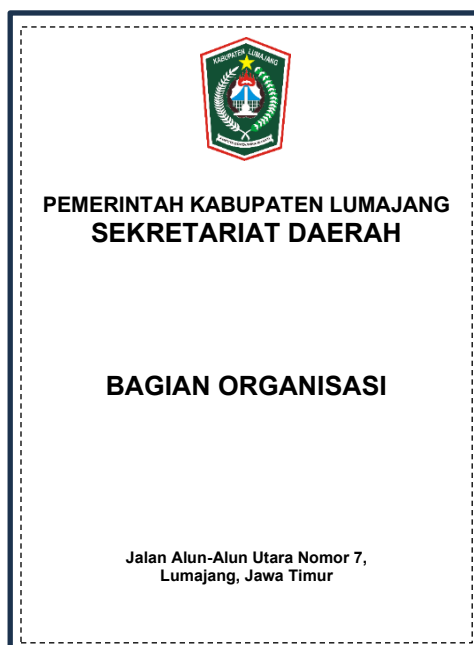 KABUPATEN LUMAJANG
PEMERINTAH KABUPATEN LUMAJANG
SEKRETARIAT DAERAH
BAGIAN ORGANISASI
Jalan Alun-Alun Utara Nomor 7,
Lumajang, Jawa Timur